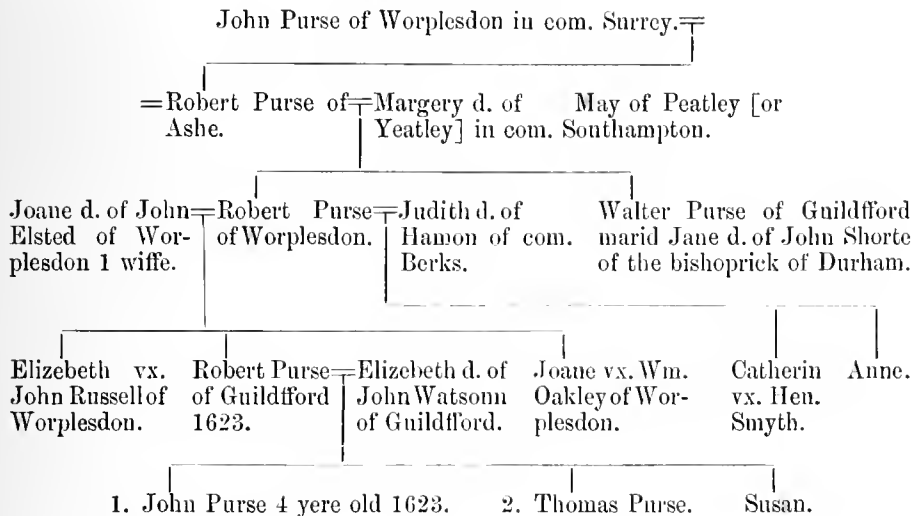 John Purse of Worplesdon in com. Surrey.
=Robert Purse of=Margery d. of May of Peatley [or
Ashe. Yeatley] in com. Southampton.
Joane d. of John=Robert Purse=Judith d. of Walter Purse of Guildfford
Elsted of Wor- of Worplesdon. Hamon of com. marid Jane d. of John Shorte
plesdon 1 wiffe. Berks. of the bishoprick of Durham.
Elizebeth vx. Robert Purse=Elizebeth d. of Joane vx. Wm. Catherin Anne.
John Russell of of Guildfford John Watsonn Oakley of Wor- vx. Hen.
Worplesdon. 1623. of Guildfford. plesdon. Smyth.
1. John Purse 4 yere old 1623. 2. Thomas Purse. Susan.